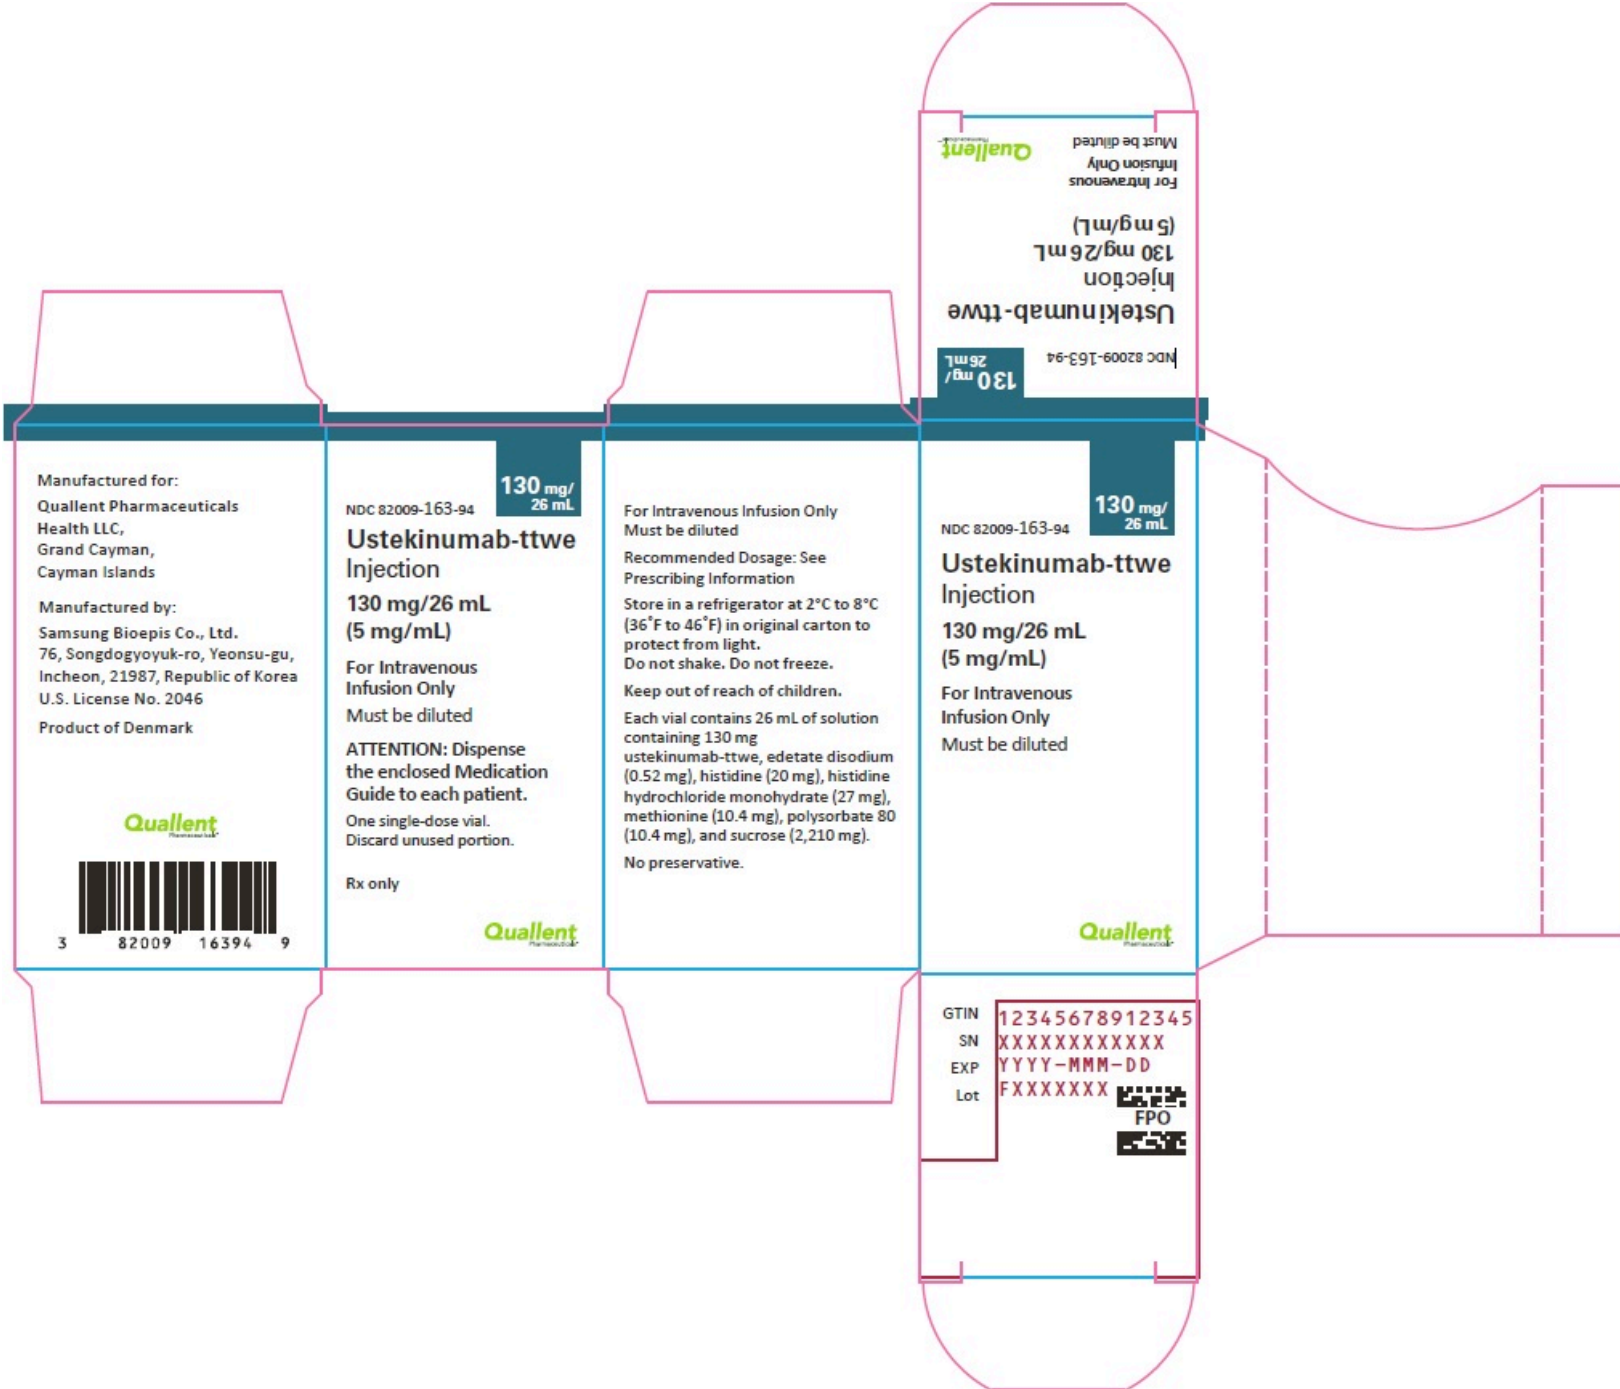 Quallent
Pharmaceuticals
Must be diluted
Infusion Only
For Intravenous
(5 mg/mL)
130 mg/26 mL
Injection
Ustekinumab-ttwe
NDC 82009-163-94
130 mg/
26 mL
Manufactured for:
Quallent Pharmaceuticals
Health LLC,
Grand Cayman,
Cayman Islands
Manufactured by:
Samsung Bioepis Co., Ltd.
76, Songdogyoyuk-ro, Yeonsu-gu,
Incheon, 21987, Republic of Korea
U.S. License No. 2046
Product of Denmark
Quallent
Pharmaceuticals
3 82009 16394 9
130 mg/
26 mL
NDC 82009-163-94
Ustekinumab-ttwe
Injection
130 mg/26 mL
(5 mg/mL)
For Intravenous
Infusion Only
Must be diluted
ATTENTION: Dispense
the enclosed Medication
Guide to each patient.
One single-dose vial.
Discard unused portion.
Rx only
Quallent
Pharmaceuticals
For Intravenous Infusion Only
Must be diluted
Recommended Dosage: See
Prescribing Information
Store in a refrigerator at 2°C to 8°C
(36˚F to 46˚F) in original carton to
protect from light.
Do not shake. Do not freeze.
Keep out of reach of children.
Each vial contains 26 mL of solution
containing 130 mg
ustekinumab-ttwe, edetate disodium
(0.52 mg), histidine (20 mg), histidine
hydrochloride monohydrate (27 mg),
methionine (10.4 mg), polysorbate 80
(10.4 mg), and sucrose (2,210 mg).
No preservative.
130 mg/
26 mL
NDC 82009-163-94
Ustekinumab-ttwe
Injection
130 mg/26 mL
(5 mg/mL)
For Intravenous
Infusion Only
Must be diluted
Quallent
Pharmaceuticals
GTIN 12345678912345
SN XXXXXXXXXXXX
EXP YYYY-MMM-DD
Lot FXXXXXXX
FPO